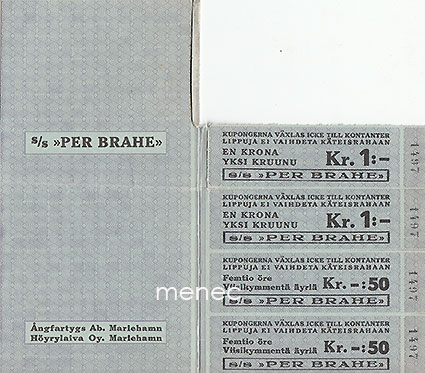 s/s »PER BRAHE»
Ångfartygs Ab. Mariehamn
Höyrylaiva Oy. Mariehamn
KUPONGERNA VÄXLAS ICKE TILL KONTANTER
LIPPUJA EI VAIHDETA KÄTEISRAHAAN
EN KRONA
YKSI KRUUNU Kr. 1:-
s/s »PER BRAHE»
1497
KUPONGERNA VÄXLAS ICKE TILL KONTANTER
LIPPUJA EI VAIHDETA KÄTEISRAHAAN
EN KRONA
YKSI KRUUNU Kr. 1:-
s/s »PER BRAHE»
1497
KUPONGERNA VÄXLAS ICKE TILL KONTANTER
LIPPUJA EI VAIHDETA KÄTEISRAHAAN
Femtio öre
Viisikymmentä äyriä Kr. -:50
s/s »PER BRAHE»
1497
KUPONGERNA VÄXLAS ICKE TILL KONTANTER
LIPPUJA EI VAIHDETA KÄTEISRAHAAN
Femtio öre
Viisikymmentä äyriä Kr. -:50
s/s »PER BRAHE»
1497
menec